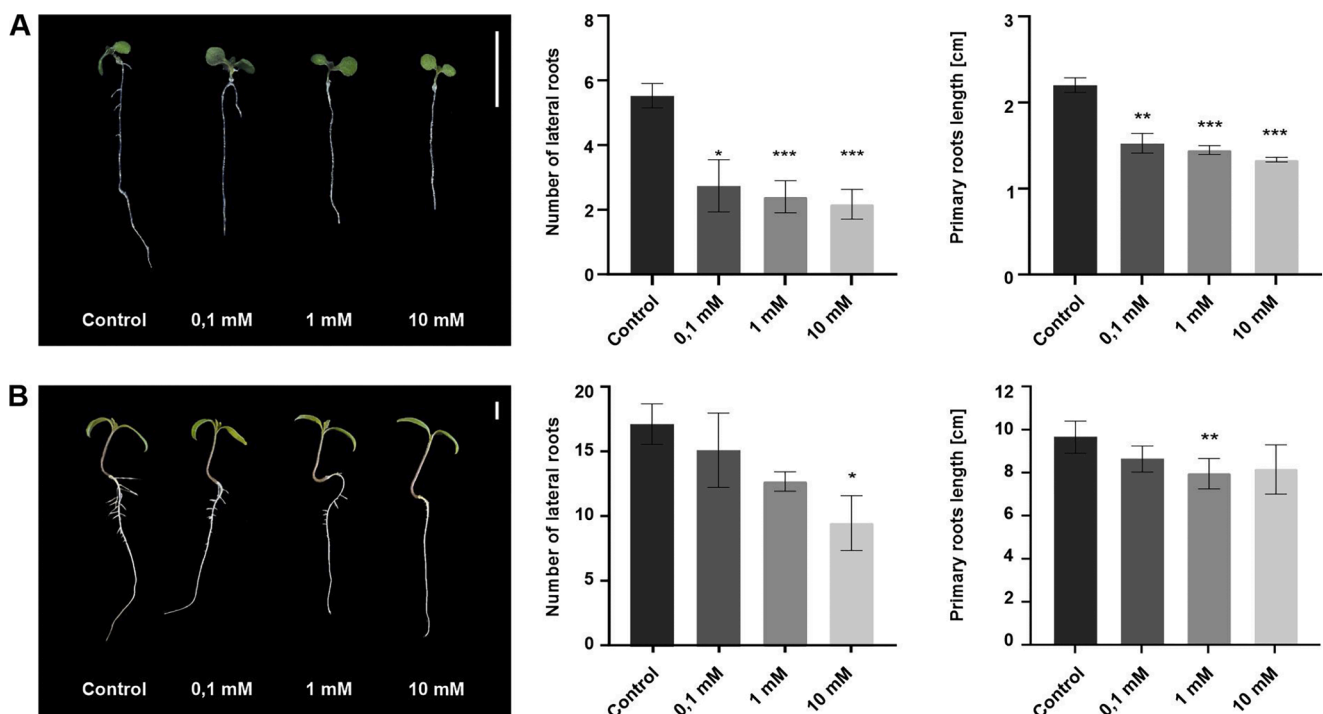 A
Control
0,1 mM
1 mM
10 mM
Number of lateral roots
8
6
4
2
0
*
***
***
Control
0,1 mM
1 mM
10 mM
Primary roots length [cm]
3
2
1
0
**
***
***
Control
0,1 mM
1 mM
10 mM
B
Control
0,1 mM
1 mM
10 mM
Number of lateral roots
20
15
10
5
0
*
Control
0,1 mM
1 mM
10 mM
Primary roots length [cm]
12
10
8
6
4
2
0
**
Control
0,1 mM
1 mM
10 mM